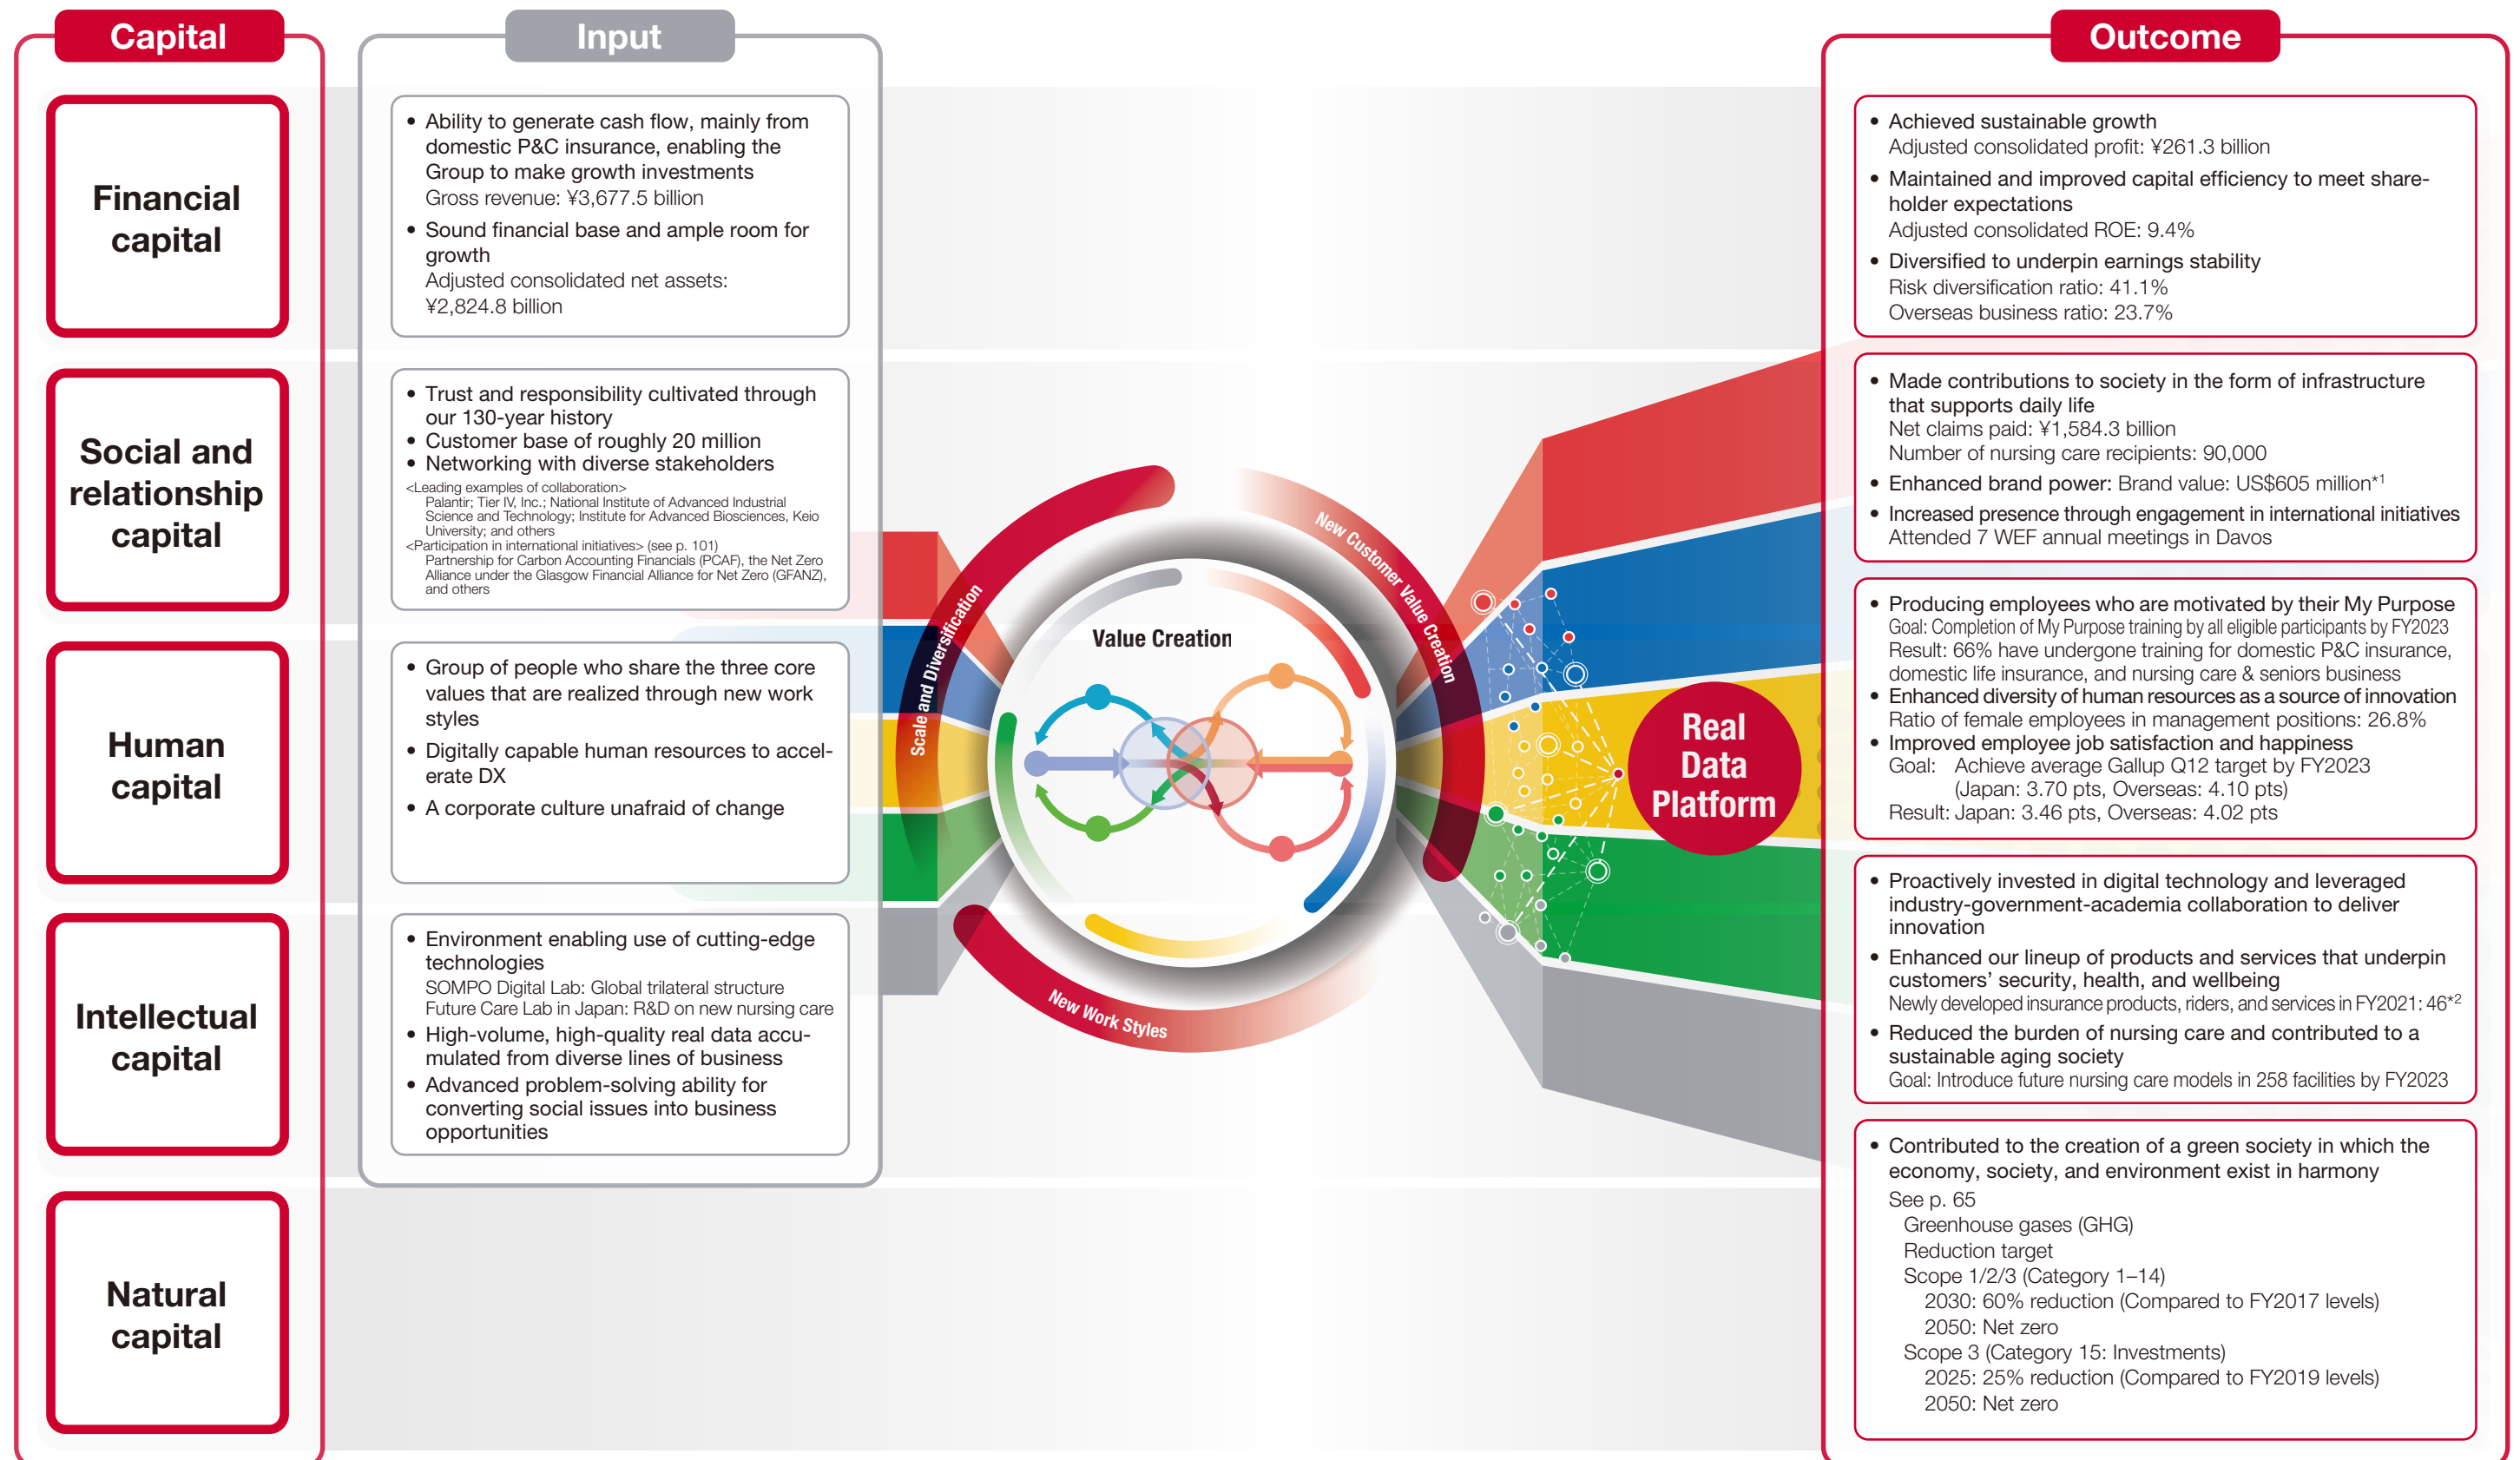 Capital
Financial
capital
Social and
relationship
capital
Human
capital
Intellectual
capital
Natural
capital
Input
• Ability to generate cash flow, mainly from
domestic P&C insurance, enabling the
Group to make growth investments
Gross revenue: ¥3,677.5 billion
• Sound financial base and ample room for
growth
Adjusted consolidated net assets:
¥2,824.8 billion
• Trust and responsibility cultivated through
our 130-year history
• Customer base of roughly 20 million
• Networking with diverse stakeholders
<Leading examples of collaboration>
Palantir; Tier IV, Inc.; National Institute of Advanced Industrial
Science and Technology; Institute for Advanced Biosciences, Keio
University; and others
<Participation in international initiatives> (see p. 101)
Partnership for Carbon Accounting Financials (PCAF), the Net Zero
Alliance under the Glasgow Financial Alliance for Net Zero (GFANZ),
and others
• Group of people who share the three core
values that are realized through new work
styles
• Digitally capable human resources to accel-
erate DX
• A corporate culture unafraid of change
• Environment enabling use of cutting-edge
technologies
SOMPO Digital Lab: Global trilateral structure
Future Care Lab in Japan: R&D on new nursing care
• High-volume, high-quality real data accu-
mulated from diverse lines of business
• Advanced problem-solving ability for
converting social issues into business
opportunities
Scale and Diversification
New Customer Value Creation
New Work Styles
Value Creation
Real
Data
Platform
Outcome
• Achieved sustainable growth
Adjusted consolidated profit: ¥261.3 billion
• Maintained and improved capital efficiency to meet share-
holder expectations
Adjusted consolidated ROE: 9.4%
• Diversified to underpin earnings stability
Risk diversification ratio: 41.1%
Overseas business ratio: 23.7%
• Made contributions to society in the form of infrastructure
that supports daily life
Net claims paid: ¥1,584.3 billion
Number of nursing care recipients: 90,000
• Enhanced brand power: Brand value: US$605 million*1
• Increased presence through engagement in international initiatives
Attended 7 WEF annual meetings in Davos
• Producing employees who are motivated by their My Purpose
Goal: Completion of My Purpose training by all eligible participants by FY2023
Result: 66% have undergone training for domestic P&C insurance,
domestic life insurance, and nursing care & seniors business
• Enhanced diversity of human resources as a source of innovation
Ratio of female employees in management positions: 26.8%
• Improved employee job satisfaction and happiness
Goal: Achieve average Gallup Q12 target by FY2023
(Japan: 3.70 pts, Overseas: 4.10 pts)
Result: Japan: 3.46 pts, Overseas: 4.02 pts
• Proactively invested in digital technology and leveraged
industry-government-academia collaboration to deliver
innovation
• Enhanced our lineup of products and services that underpin
customers' security, health, and wellbeing
Newly developed insurance products, riders, and services in FY2021: 46*2
• Reduced the burden of nursing care and contributed to a
sustainable aging society
Goal: Introduce future nursing care models in 258 facilities by FY2023
• Contributed to the creation of a green society in which the
economy, society, and environment exist in harmony
See p. 65
Greenhouse gases (GHG)
Reduction target
Scope 1/2/3 (Category 1–14)
2030: 60% reduction (Compared to FY2017 levels)
2050: Net zero
Scope 3 (Category 15: Investments)
2025: 25% reduction (Compared to FY2019 levels)
2050: Net zero